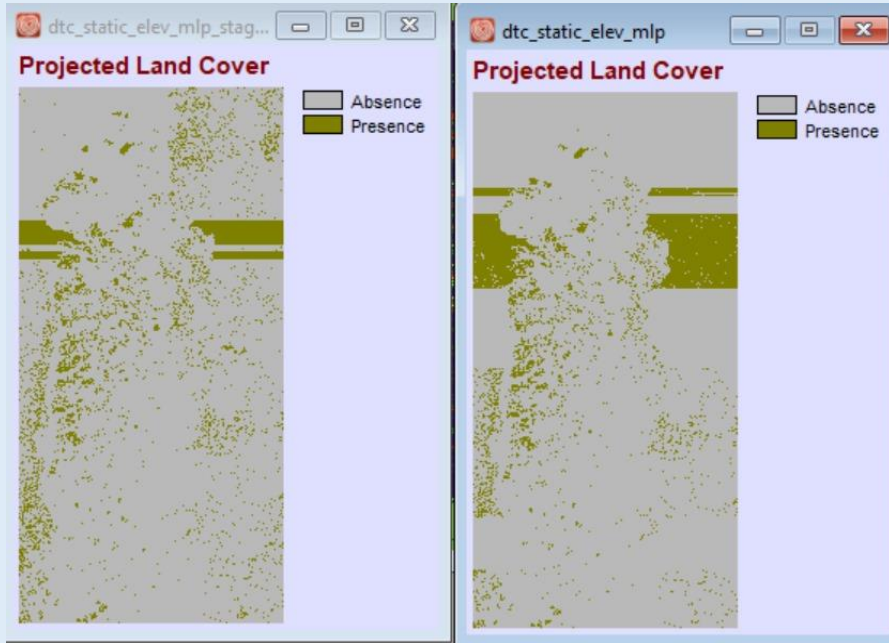 dtc_static_elev_mlp_stag...
Projected Land Cover
Absence
Presence
dtc_static_elev_mlp
Projected Land Cover
Absence
Presence